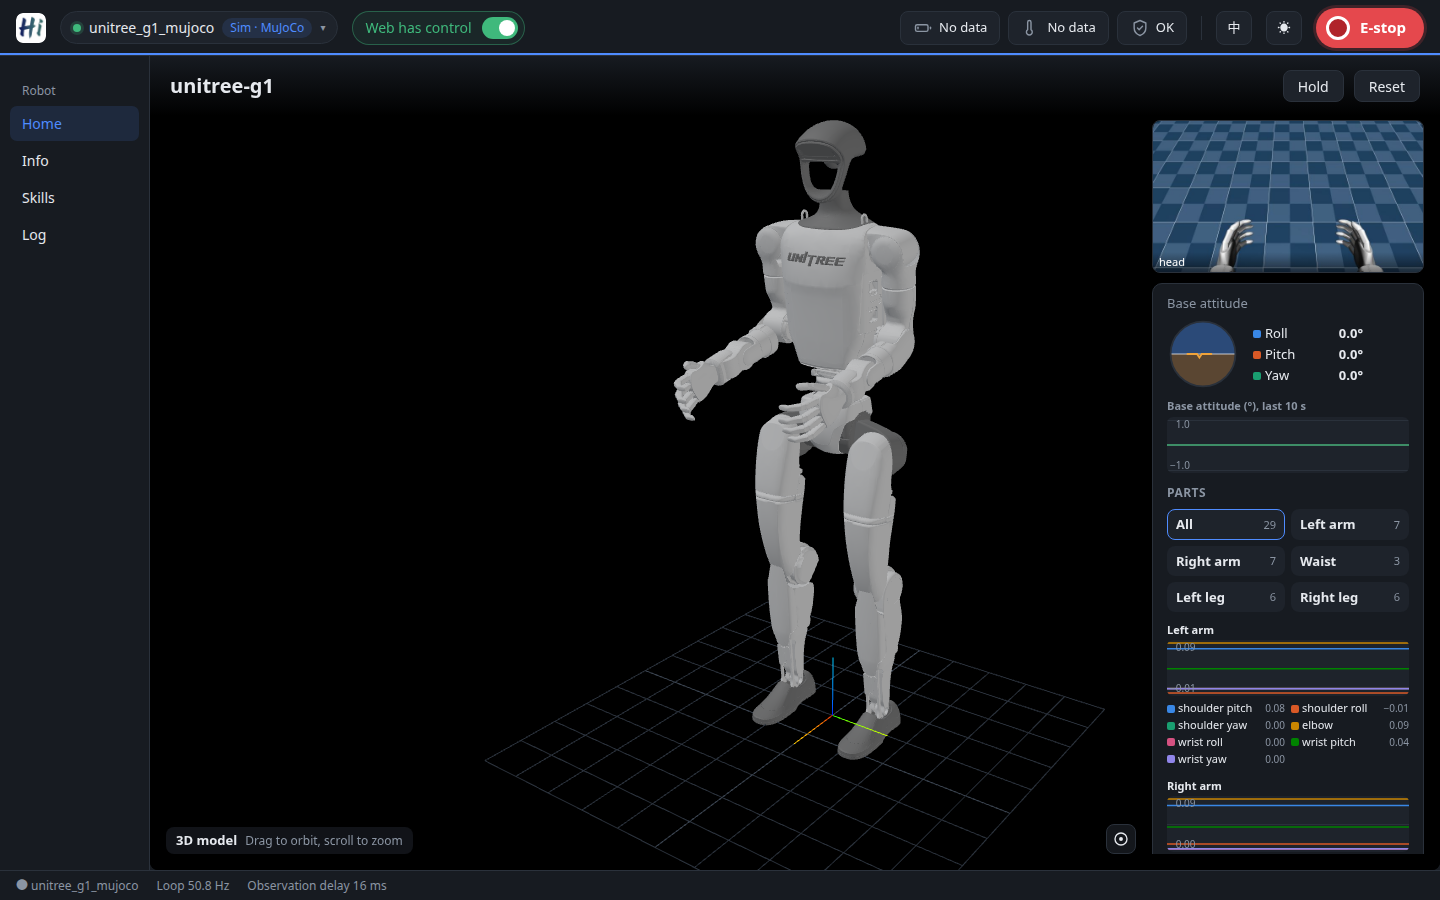 Hi
unitree_g1_mujoco
Sim · MuJoCo
Web has control
No data
No data
OK
中
E-stop
Robot
Home
Info
Skills
Log
unitree-g1
Hold
Reset
UNITREE
head
Base attitude
Roll 0.0°
Pitch 0.0°
Yaw 0.0°
Base attitude (°), last 10 s
1.0
−1.0
PARTS
All 29
Left arm 7
Right arm 7
Waist 3
Left leg 6
Right leg 6
Left arm
0.09
0.01
shoulder pitch 0.08
shoulder roll −0.01
shoulder yaw 0.00
elbow 0.09
wrist roll 0.00
wrist pitch 0.04
wrist yaw 0.00
Right arm
0.09
0.00
3D model Drag to orbit, scroll to zoom
unitree_g1_mujoco
Loop 50.8 Hz
Observation delay 16 ms